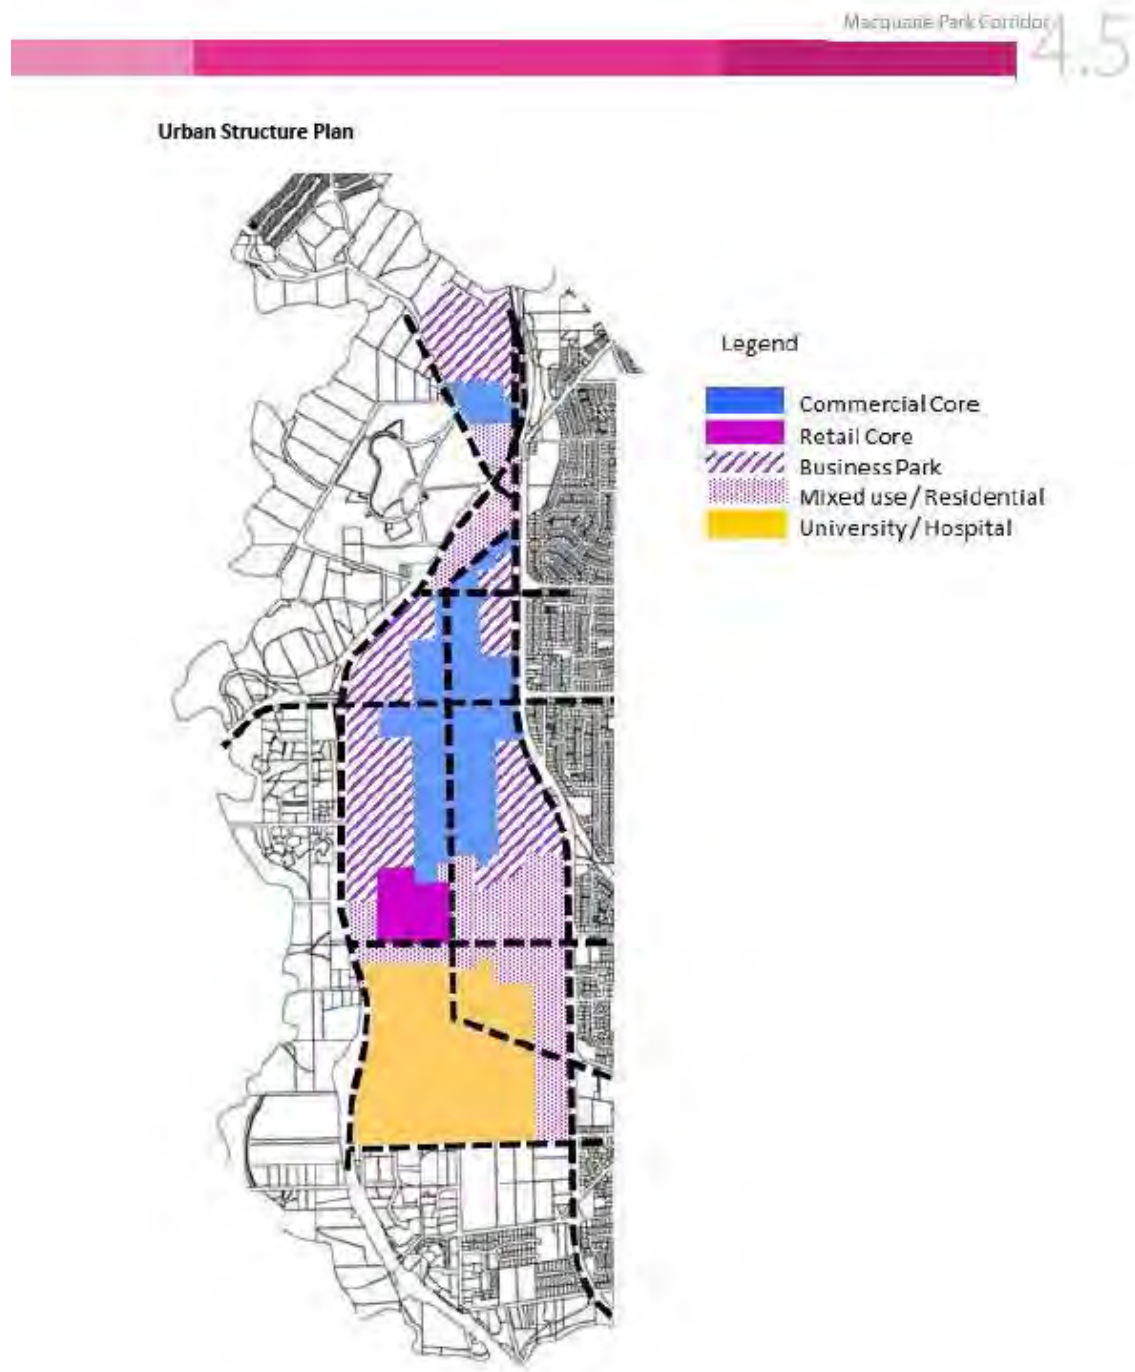 Macquarie Park Corridor
4.5
Urban Structure Plan
Legend
Commercial Core
Retail Core
Business Park
Mixed use / Residential
University / Hospital